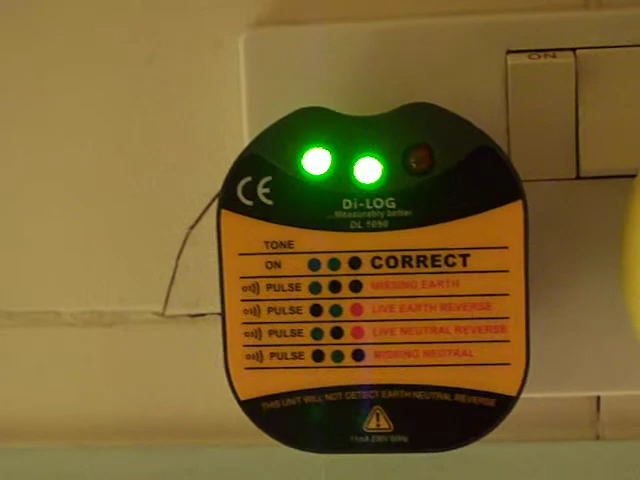 ON
CE
Di-LOG
...Measurably better
DL 1090
TONE
ON CORRECT
PULSE MISSING EARTH
PULSE LIVE EARTH REVERSE
PULSE LIVE NEUTRAL REVERSE
PULSE MISSING NEUTRAL
THIS UNIT WILL NOT DETECT EARTH NEUTRAL REVERSE
230V 50Hz